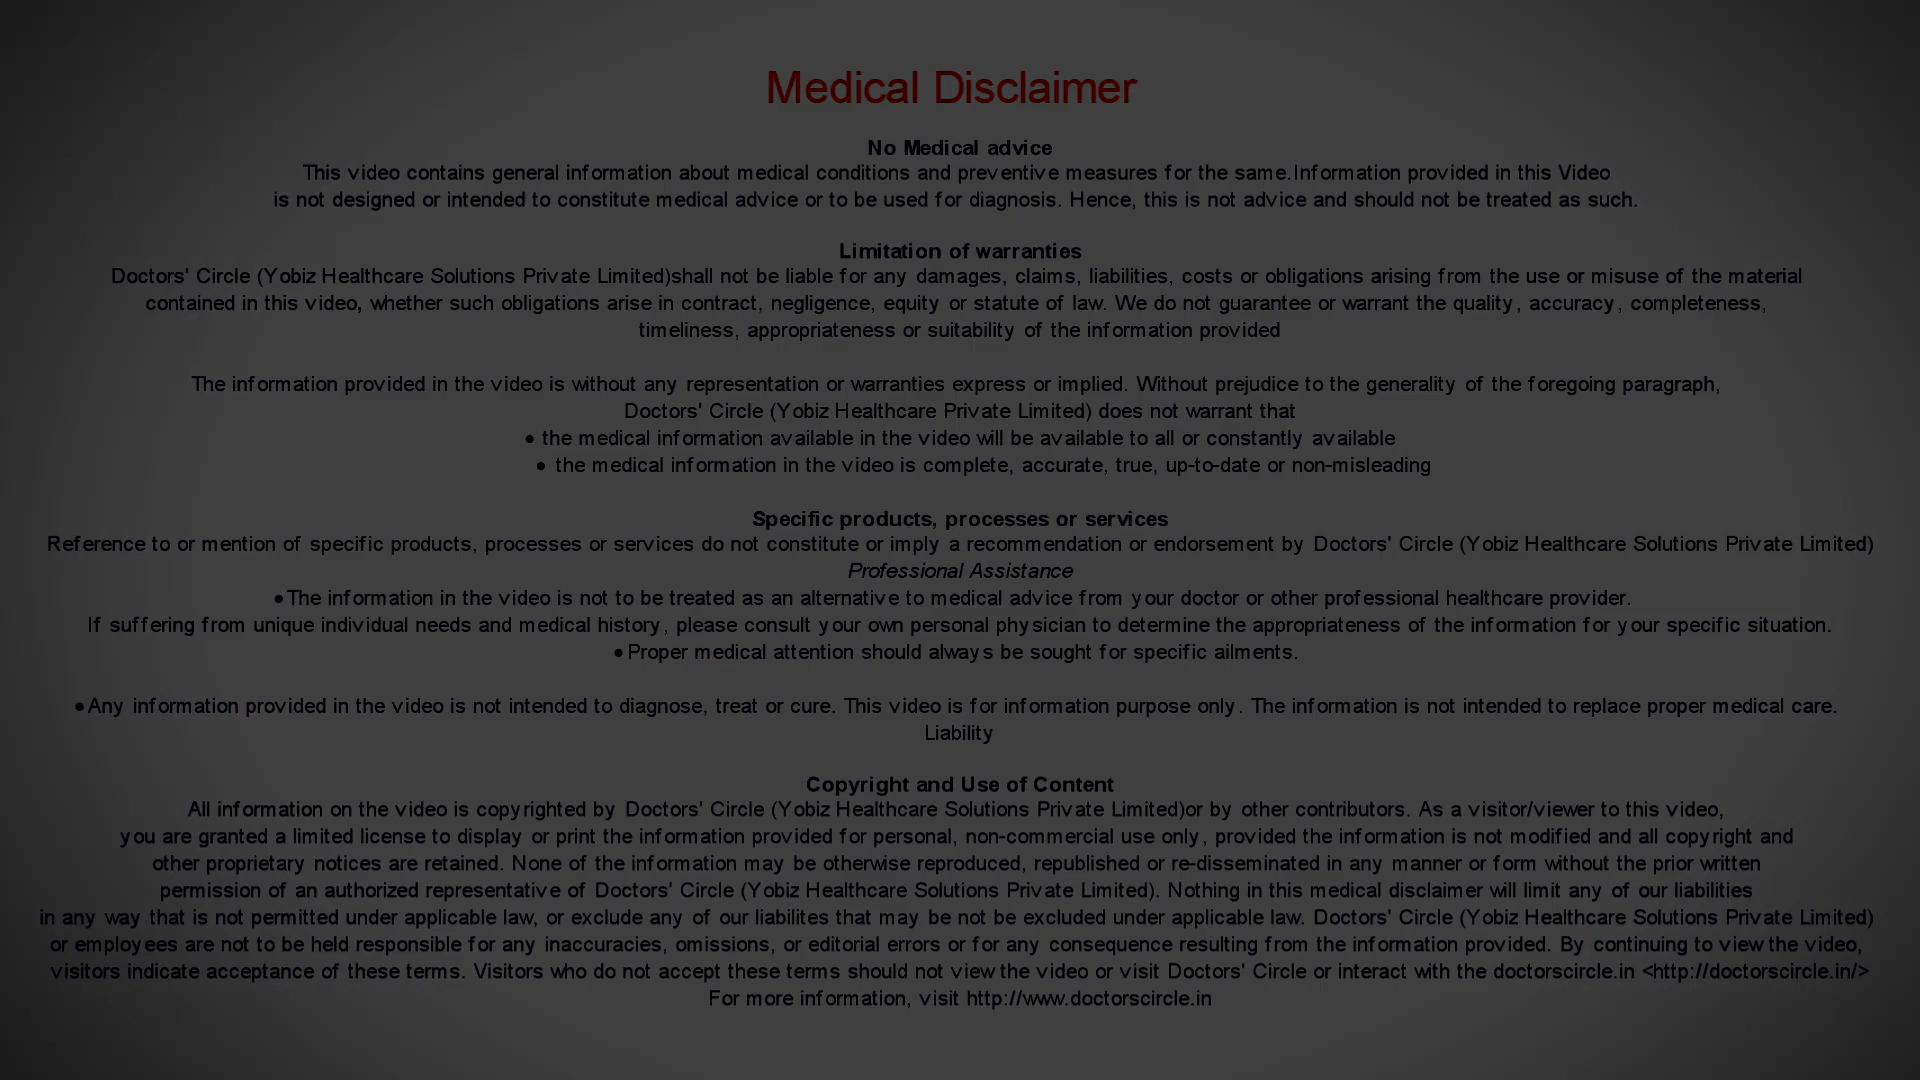 Medical Disclaimer
No Medical advice
This video contains general information about medical conditions and preventive measures for the same.Information provided in this Video
is not designed or intended to constitute medical advice or to be used for diagnosis. Hence, this is not advice and should not be treated as such.
Limitation of warranties
Doctors' Circle (Yobiz Healthcare Solutions Private Limited)shall not be liable for any damages, claims, liabilities, costs or obligations arising from the use or misuse of the material
contained in this video, whether such obligations arise in contract, negligence, equity or statute of law. We do not guarantee or warrant the quality, accuracy, completeness,
timeliness, appropriateness or suitability of the information provided
The information provided in the video is without any representation or warranties express or implied. Without prejudice to the generality of the foregoing paragraph,
Doctors' Circle (Yobiz Healthcare Private Limited) does not warrant that
● the medical information available in the video will be available to all or constantly available
● the medical information in the video is complete, accurate, true, up-to-date or non-misleading
Specific products, processes or services
Reference to or mention of specific products, processes or services do not constitute or imply a recommendation or endorsement by Doctors' Circle (Yobiz Healthcare Solutions Private Limited)
Professional Assistance
●The information in the video is not to be treated as an alternative to medical advice from your doctor or other professional healthcare provider.
If suffering from unique individual needs and medical history, please consult your own personal physician to determine the appropriateness of the information for your specific situation.
●Proper medical attention should always be sought for specific ailments.
●Any information provided in the video is not intended to diagnose, treat or cure. This video is for information purpose only. The information is not intended to replace proper medical care.
Liability
Copyright and Use of Content
All information on the video is copyrighted by Doctors' Circle (Yobiz Healthcare Solutions Private Limited)or by other contributors. As a visitor/viewer to this video,
you are granted a limited license to display or print the information provided for personal, non-commercial use only, provided the information is not modified and all copyright and
other proprietary notices are retained. None of the information may be otherwise reproduced, republished or re-disseminated in any manner or form without the prior written
permission of an authorized representative of Doctors' Circle (Yobiz Healthcare Solutions Private Limited). Nothing in this medical disclaimer will limit any of our liabilities
in any way that is not permitted under applicable law, or exclude any of our liabilites that may be not be excluded under applicable law. Doctors' Circle (Yobiz Healthcare Solutions Private Limited)
or employees are not to be held responsible for any inaccuracies, omissions, or editorial errors or for any consequence resulting from the information provided. By continuing to view the video,
visitors indicate acceptance of these terms. Visitors who do not accept these terms should not view the video or visit Doctors' Circle or interact with the doctorscircle.in <http://doctorscircle.in/>
For more information, visit http://www.doctorscircle.in